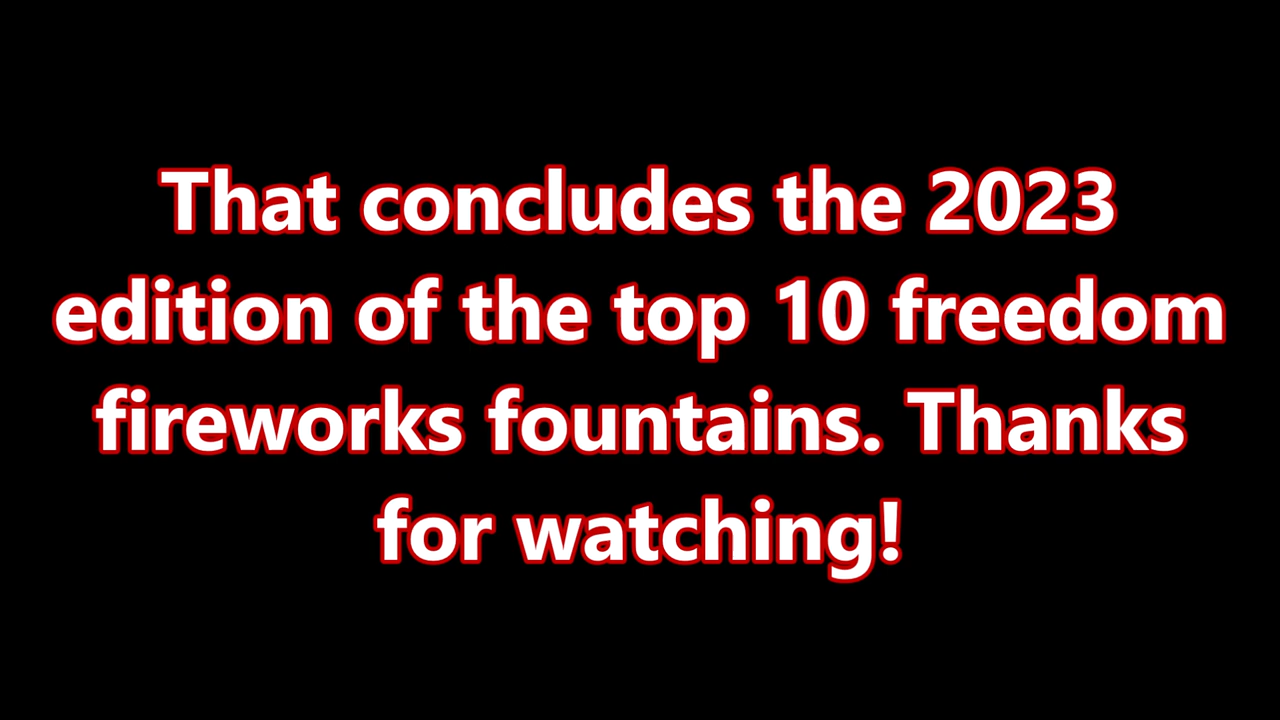 That concludes the 2023
edition of the top 10 freedom
fireworks fountains. Thanks
for watching!